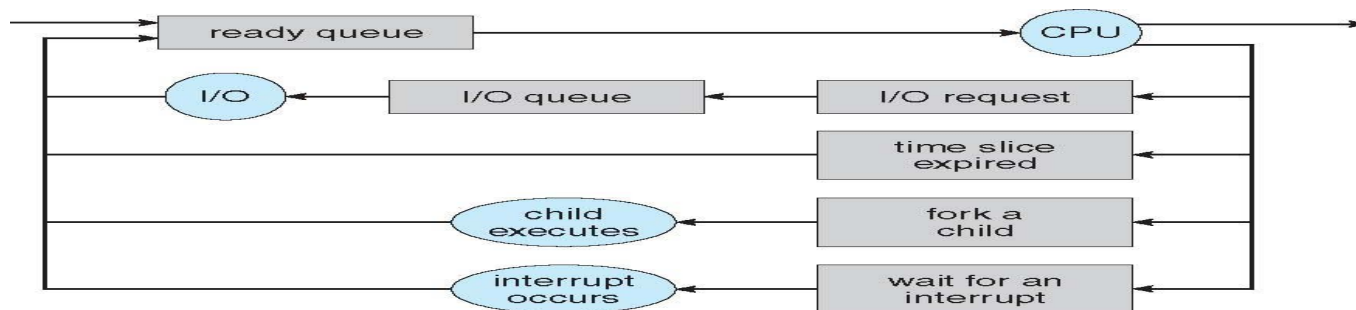 ready queue
CPU
I/O
I/O queue
I/O request
time slice
expired
child
executes
fork a
child
interrupt
occurs
wait for an
interrupt